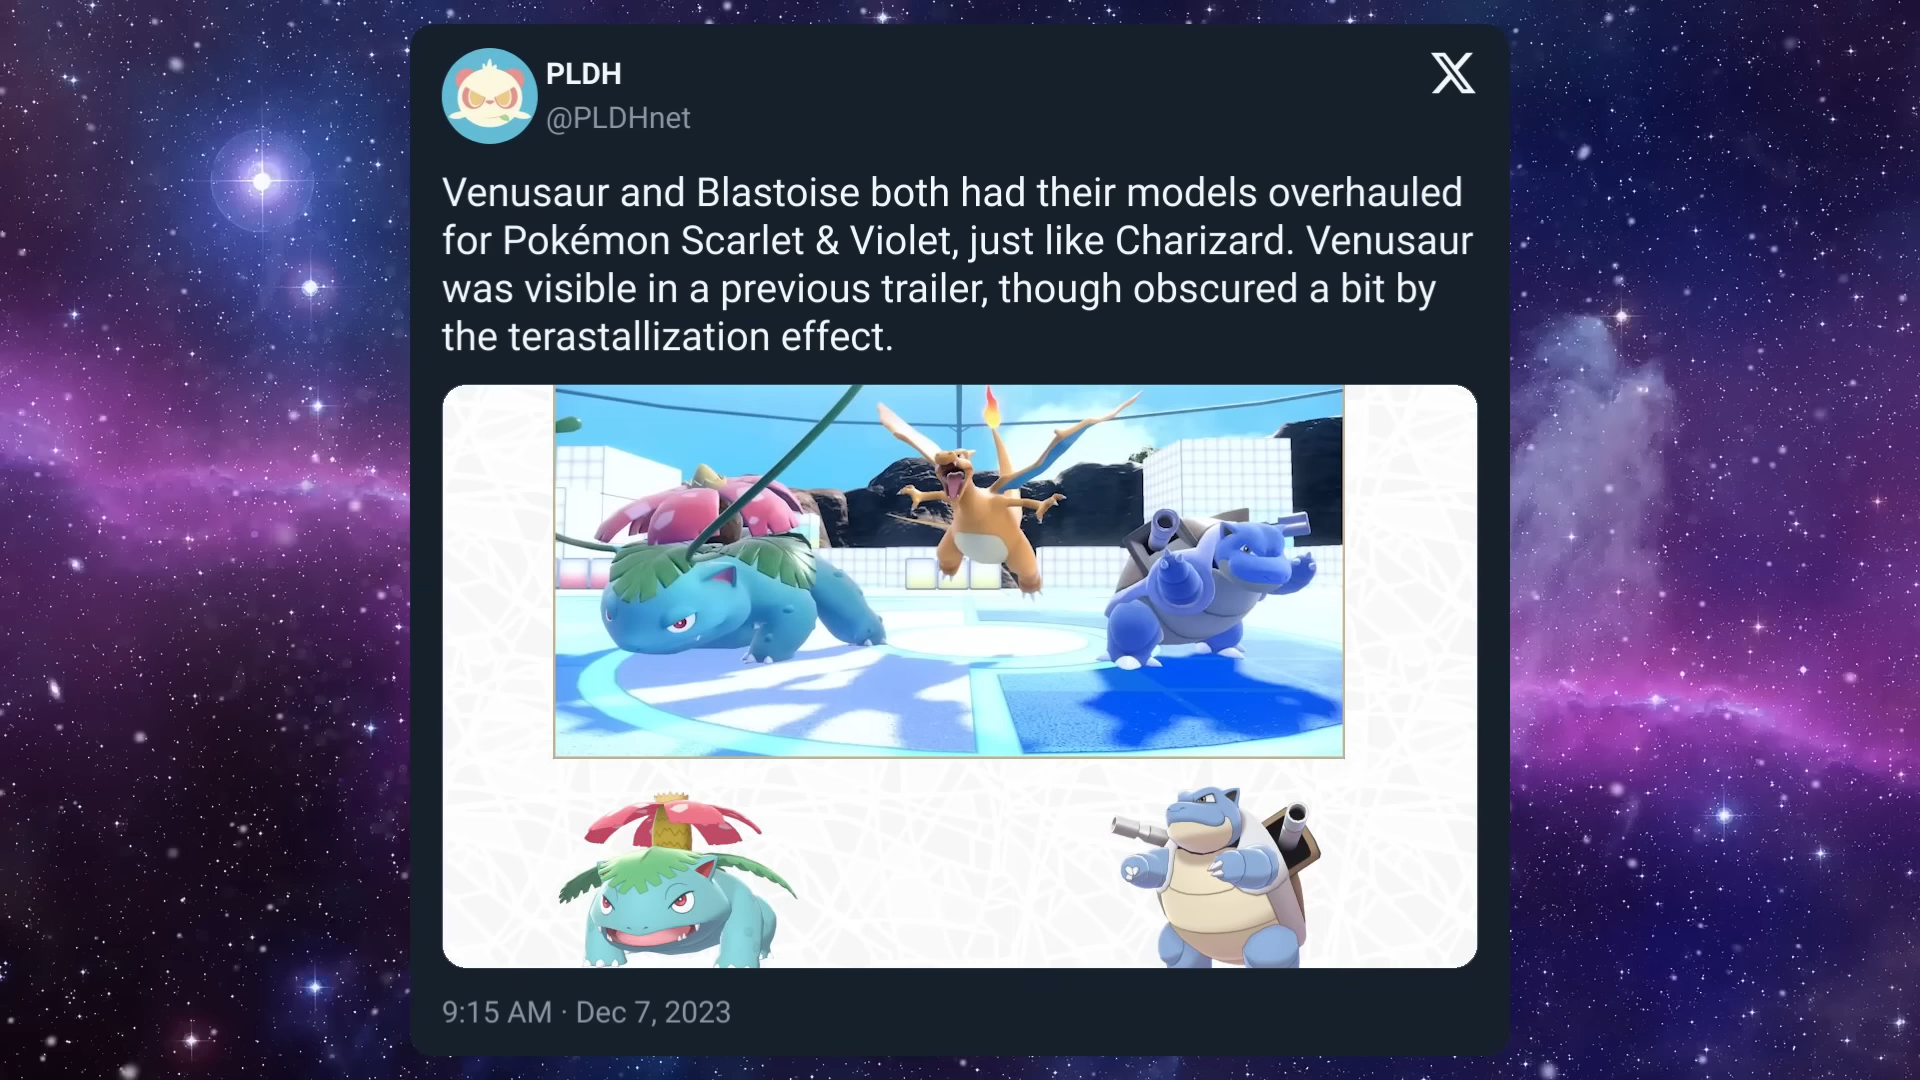 PLDH
@PLDHnet
Venusaur and Blastoise both had their models overhauled
for Pokémon Scarlet & Violet, just like Charizard. Venusaur
was visible in a previous trailer, though obscured a bit by
the terastallization effect.
9:15 AM · Dec 7, 2023